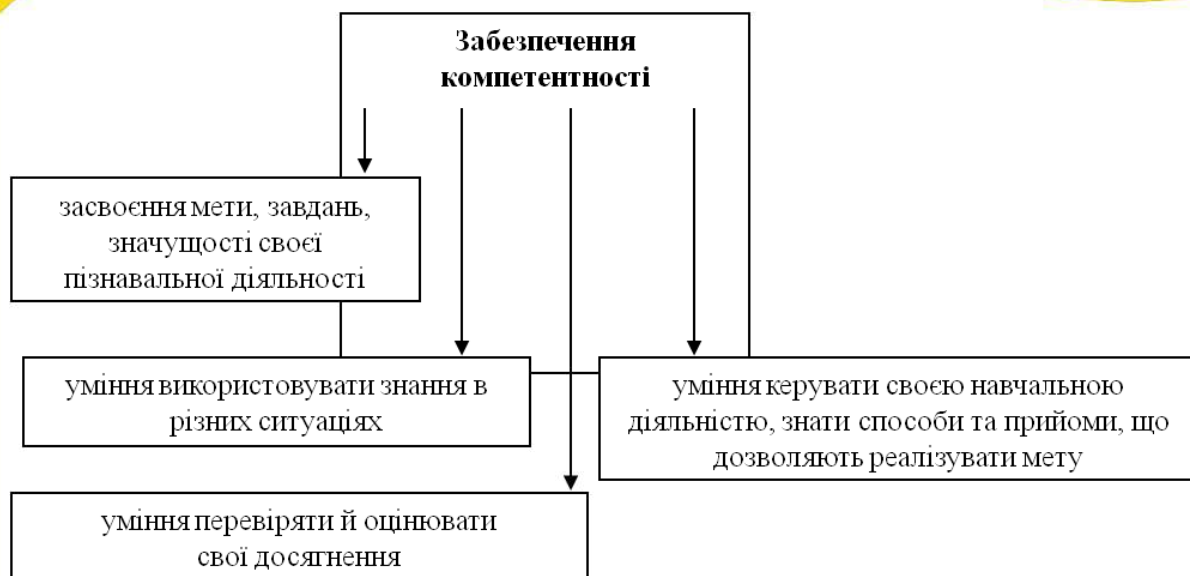 Забезпечення
компетентності
засвоєння мети, завдань,
значущості своєї
пізнавальної діяльності
уміння використовувати знання в
різних ситуаціях
уміння керувати своєю навчальною
діяльністю, знати способи та прийоми, що
дозволяють реалізувати мету
уміння перевіряти й оцінювати
свої досягнення